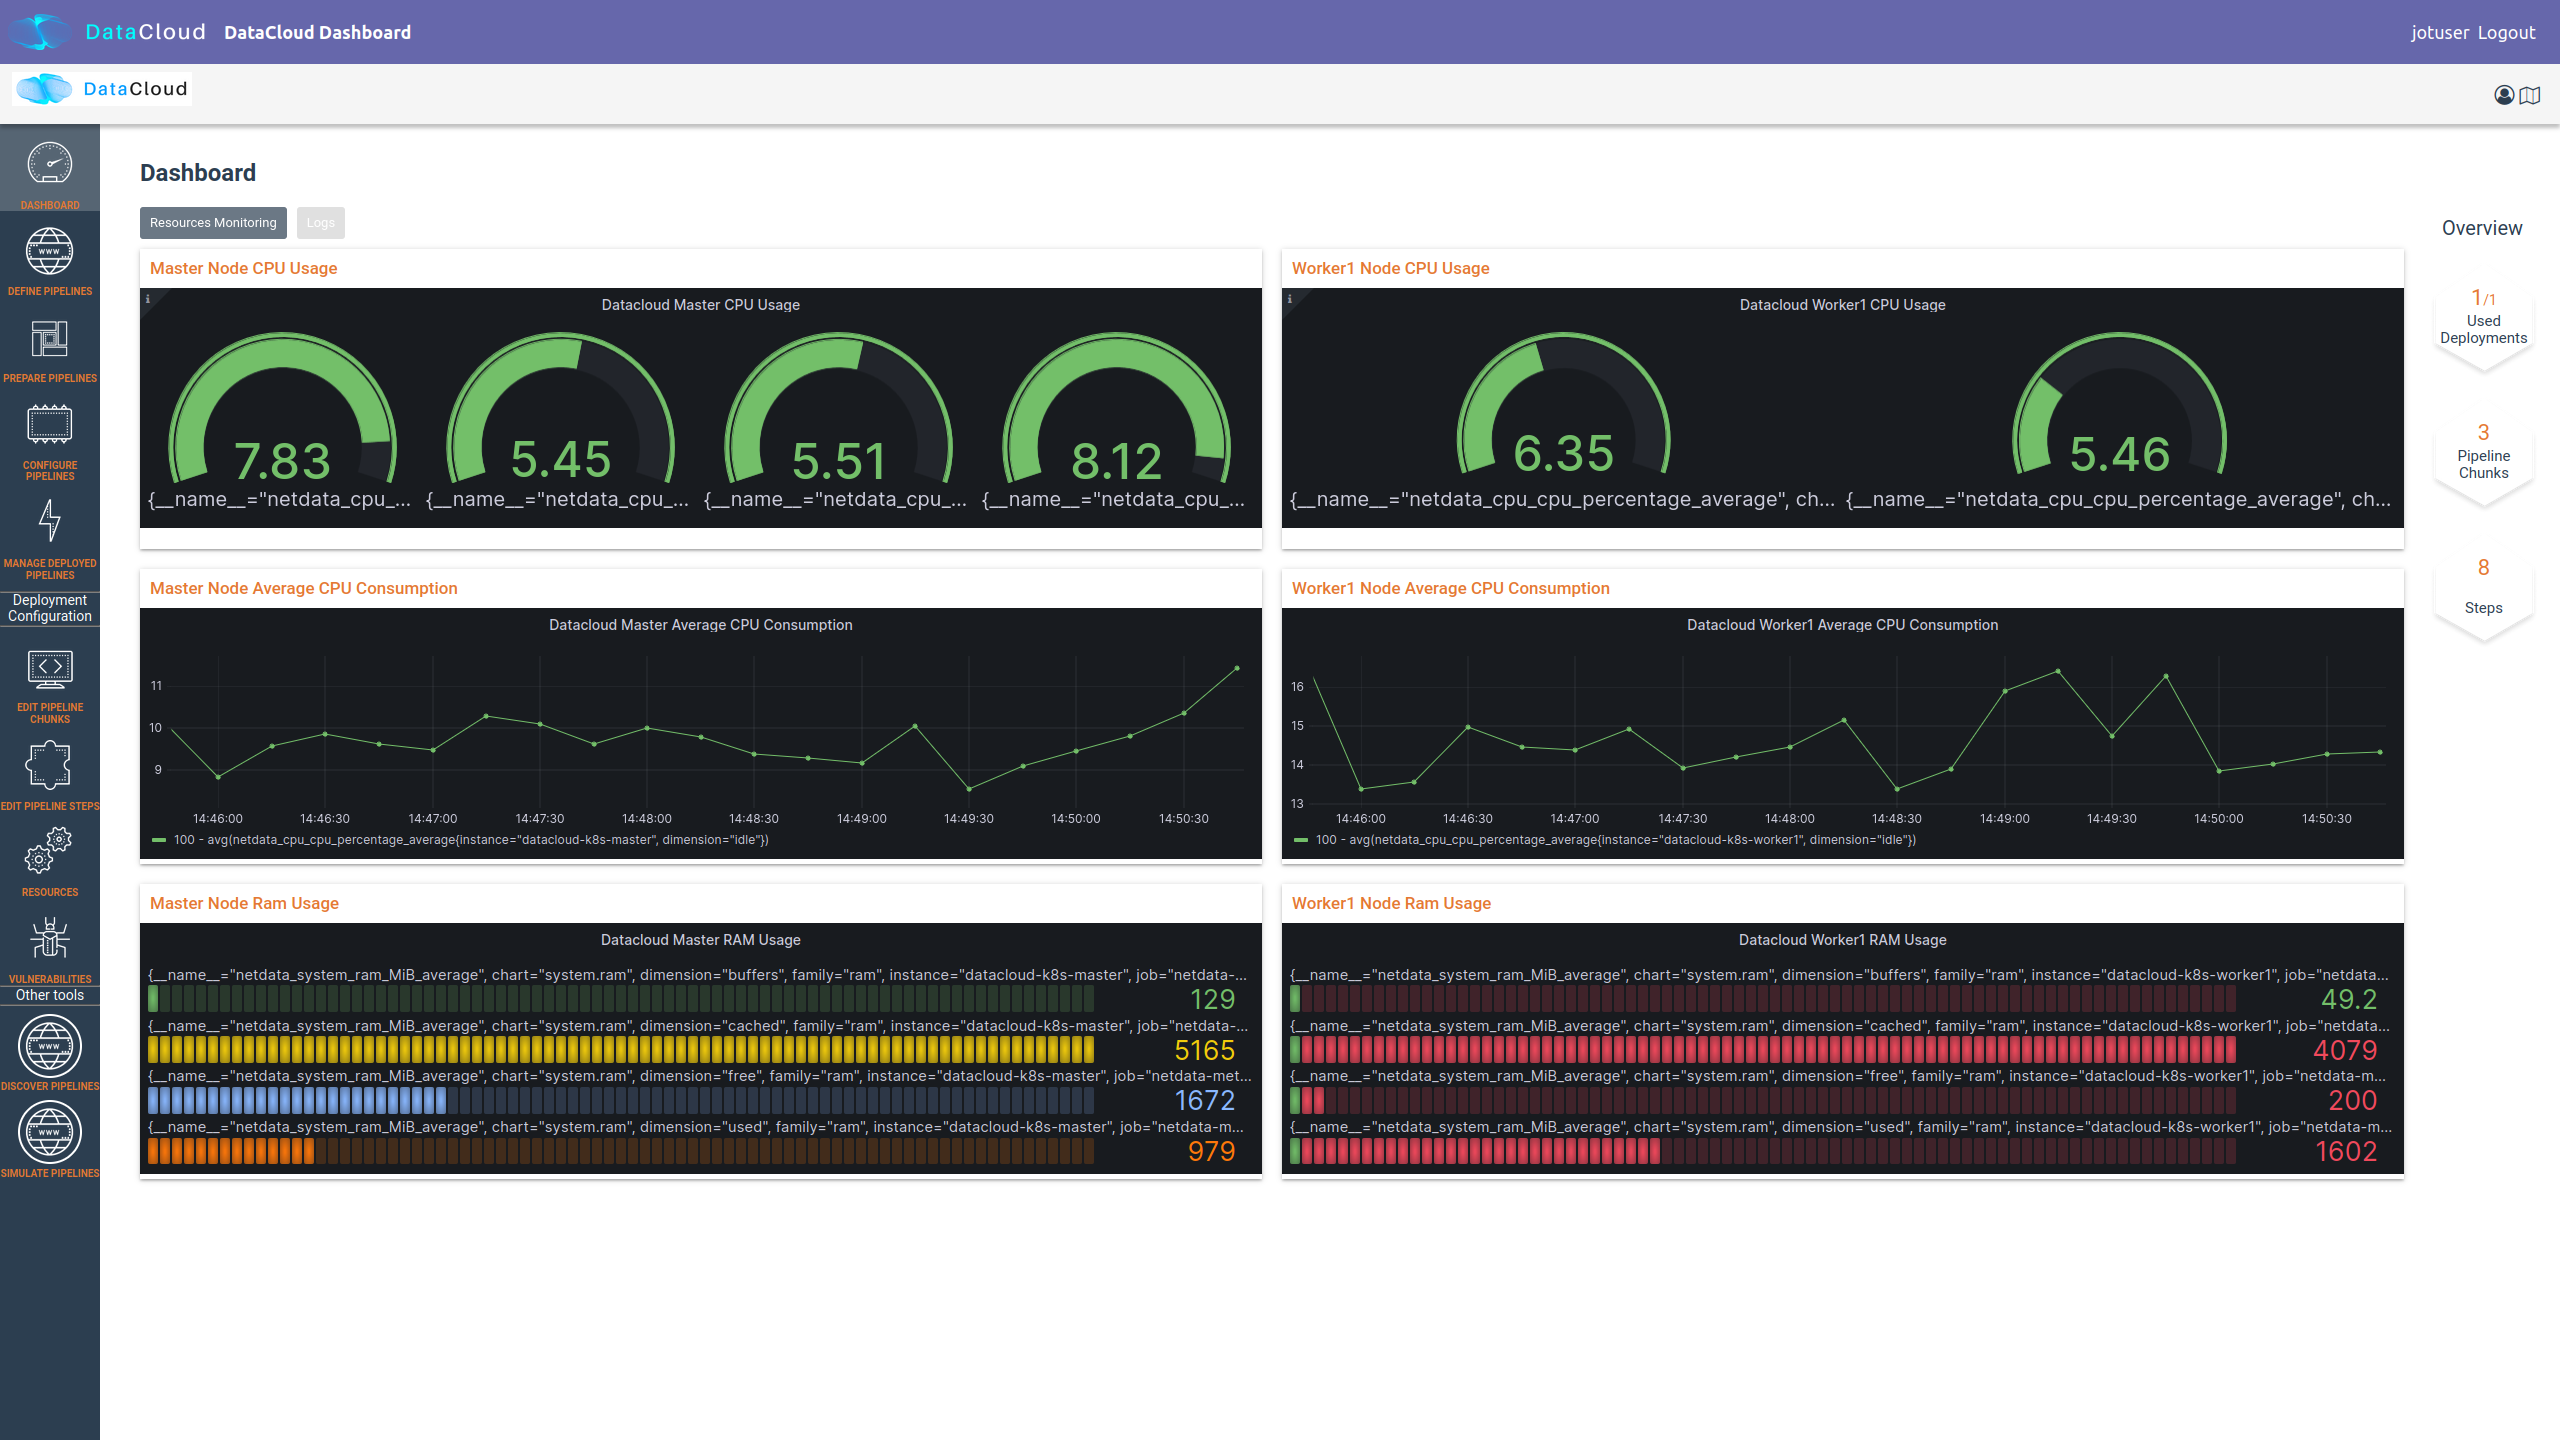 DataCloud DataCloud Dashboard
jotuser Logout
DataCloud
DASHBOARD
WWW
DEFINE PIPELINES
PREPARE PIPELINES
CONFIGURE
PIPELINES
MANAGE DEPLOYED
PIPELINES
Deployment
Configuration
EDIT PIPELINE
CHUNKS
EDIT PIPELINE STEPS
RESOURCES
VULNERABILITIES
Other tools
WWW
DISCOVER PIPELINES
WWW
SIMULATE PIPELINES
Dashboard
Resources Monitoring
Logs
Master Node CPU Usage
i
Datacloud Master CPU Usage
7.83 5.45 5.51 8.12
{__name__="netdata_cpu_... {__name__="netdata_cpu_... {__name__="netdata_cpu_... {__name__="netdata_cpu_...
Worker1 Node CPU Usage
i
Datacloud Worker1 CPU Usage
6.35 5.46
{__name__="netdata_cpu_cpu_percentage_average", ch... {__name__="netdata_cpu_cpu_percentage_average", ch...
Master Node Average CPU Consumption
Datacloud Master Average CPU Consumption
11
10
9
14:46:00 14:46:30 14:47:00 14:47:30 14:48:00 14:48:30 14:49:00 14:49:30 14:50:00 14:50:30
100 - avg(netdata_cpu_cpu_percentage_average{instance="datacloud-k8s-master", dimension="idle"})
Worker1 Node Average CPU Consumption
Datacloud Worker1 Average CPU Consumption
16
15
14
13
14:46:00 14:46:30 14:47:00 14:47:30 14:48:00 14:48:30 14:49:00 14:49:30 14:50:00 14:50:30
100 - avg(netdata_cpu_cpu_percentage_average{instance="datacloud-k8s-worker1", dimension="idle"})
Master Node Ram Usage
Datacloud Master RAM Usage
{__name__="netdata_system_ram_MiB_average", chart="system.ram", dimension="buffers", family="ram", instance="datacloud-k8s-master", job="netdata-...
129
{__name__="netdata_system_ram_MiB_average", chart="system.ram", dimension="cached", family="ram", instance="datacloud-k8s-master", job="netdata-...
5165
{__name__="netdata_system_ram_MiB_average", chart="system.ram", dimension="free", family="ram", instance="datacloud-k8s-master", job="netdata-met...
1672
{__name__="netdata_system_ram_MiB_average", chart="system.ram", dimension="used", family="ram", instance="datacloud-k8s-master", job="netdata-m...
979
Worker1 Node Ram Usage
Datacloud Worker1 RAM Usage
{__name__="netdata_system_ram_MiB_average", chart="system.ram", dimension="buffers", family="ram", instance="datacloud-k8s-worker1", job="netdata...
49.2
{__name__="netdata_system_ram_MiB_average", chart="system.ram", dimension="cached", family="ram", instance="datacloud-k8s-worker1", job="netdata...
4079
{__name__="netdata_system_ram_MiB_average", chart="system.ram", dimension="free", family="ram", instance="datacloud-k8s-worker1", job="netdata-m...
200
{__name__="netdata_system_ram_MiB_average", chart="system.ram", dimension="used", family="ram", instance="datacloud-k8s-worker1", job="netdata-m...
1602
Overview
1/1
Used
Deployments
3
Pipeline
Chunks
8
Steps